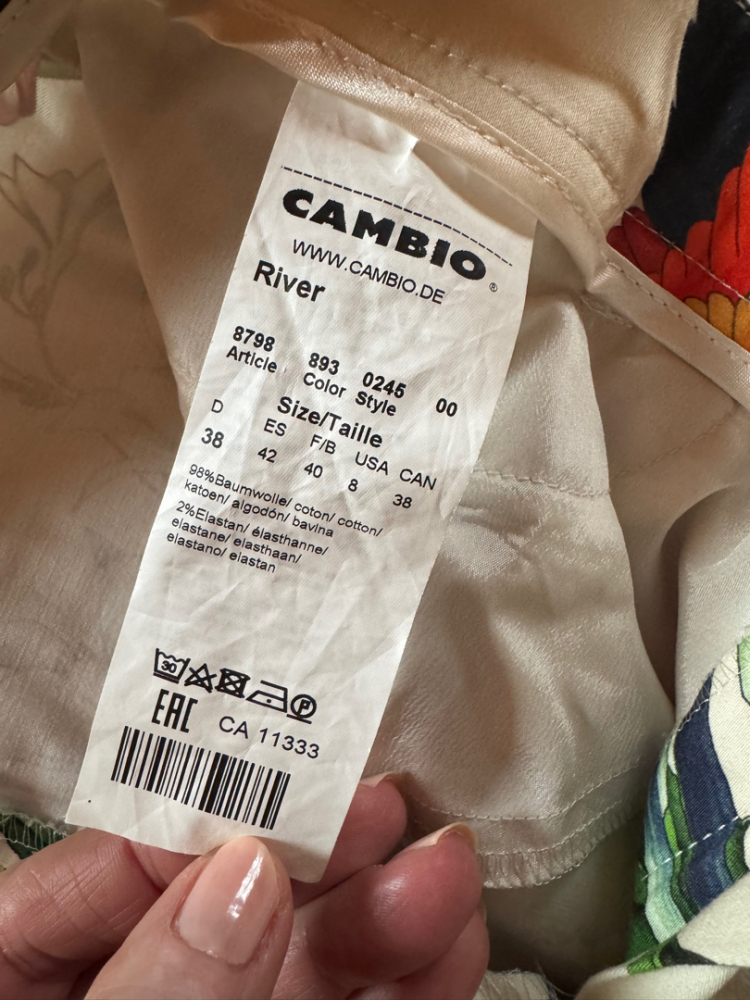 CAMBIO®
WWW.CAMBIO.DE
River
8798 893 0245 00
Article Color Style
Size/Taille
D ES F/B USA CAN
38 42 40 8 38
98%Baumwolle/ coton/ cotton/
katoen/ algodón/ bavlna
2%Elastan/ élasthanne/
elastane/ elasthaan/
elastano/ elastan
30 P
EAC CA 11333